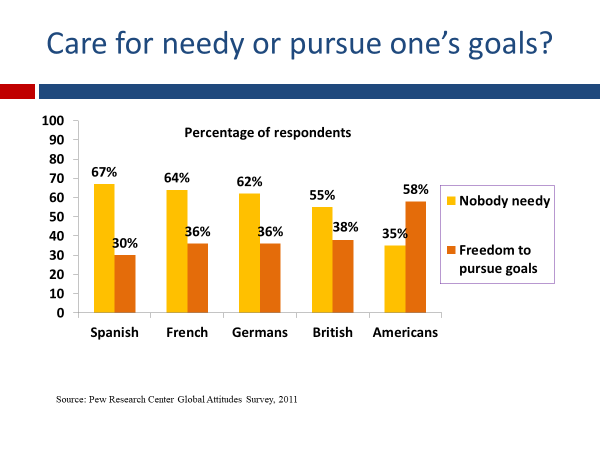 Care for needy or pursue one's goals?
Percentage of respondents
100
90
80
70
60
50
40
30
20
10
0
67%
30%
64%
36%
62%
36%
55%
38%
35%
58%
Spanish
French
Germans
British
Americans
Nobody needy
Freedom to
pursue goals
Source: Pew Research Center Global Attitudes Survey, 2011